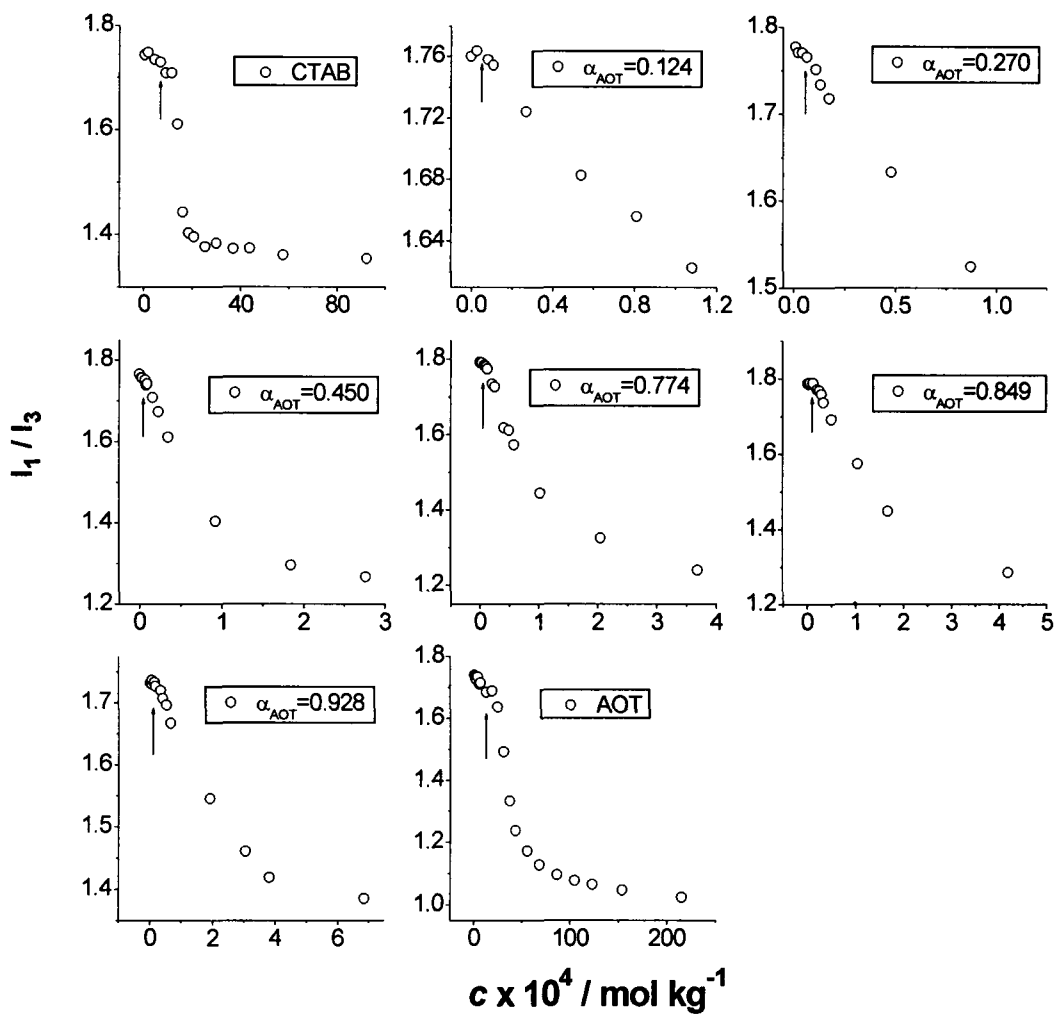 1.8
1.6
1.4
0 40 80
CTAB
1.76
1.72
1.68
1.64
0.0 0.4 0.8 1.2
αAOT=0.124
1.8
1.7
1.6
1.5
0.0 0.5 1.0
αAOT=0.270
1.8
1.6
1.4
1.2
0 1 2 3
αAOT=0.450
1.8
1.6
1.4
1.2
0 1 2 3 4
αAOT=0.774
1.8
1.6
1.4
1.2
0 1 2 3 4 5
αAOT=0.849
1.7
1.6
1.5
1.4
0 2 4 6
αAOT=0.928
1.8
1.6
1.4
1.2
1.0
0 100 200
AOT
I1 / I3
c x 10^4 / mol kg^-1